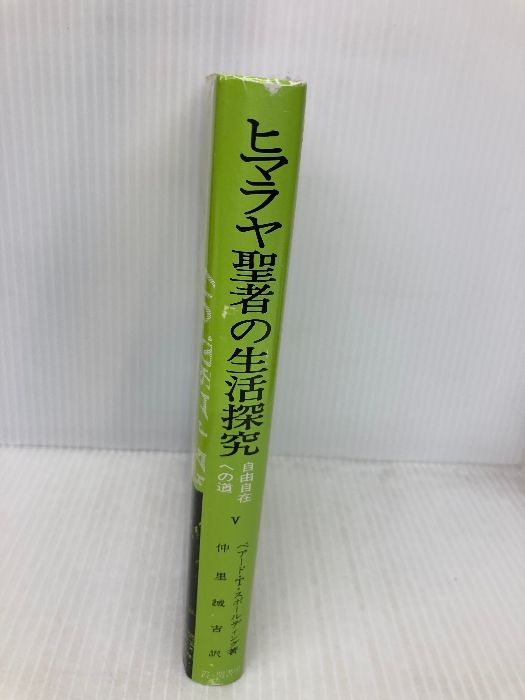 ヒマラヤ聖者の生活探究
自由自在
への道
V
ベアード・T・スポールディング著
仲里誠吉訳